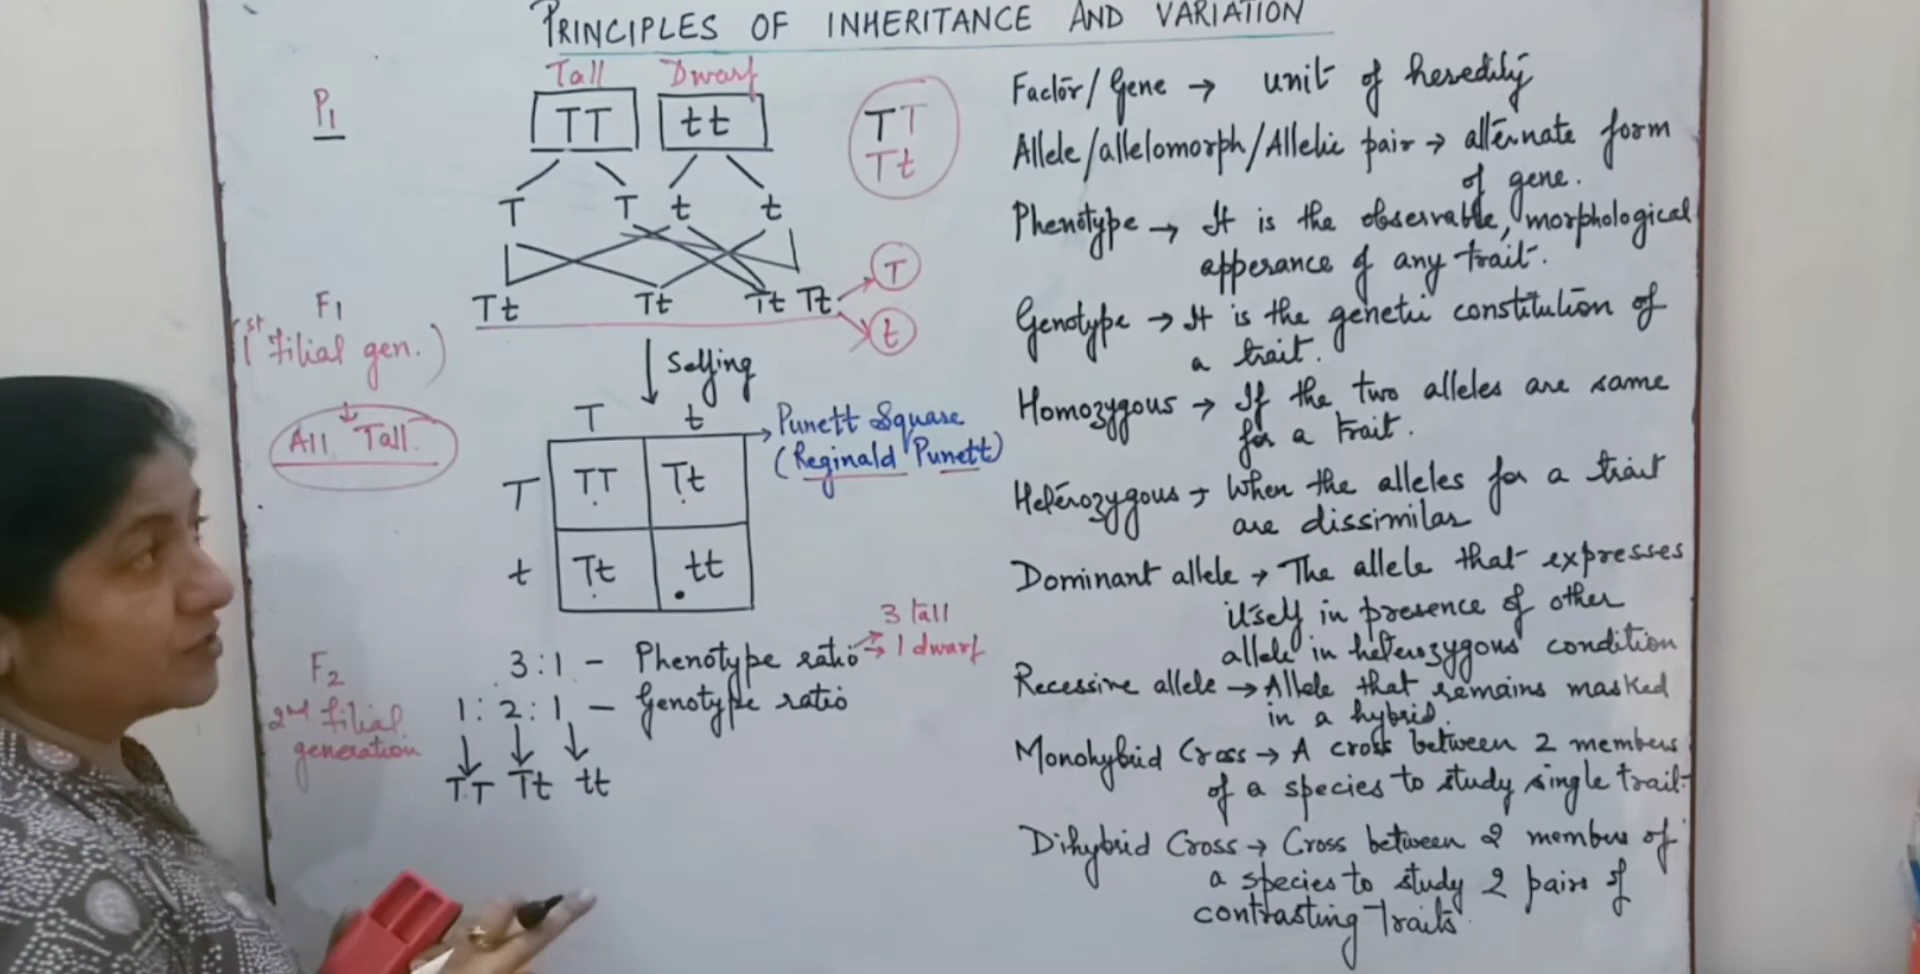 PRINCIPLES OF INHERITANCE AND VARIATION
Tall Dwarf
P1
TT tt
T T t t
TT
Tt
F1
(1st filial gen.)
Tt Tt Tt Tt
T
t
All Tall
Selfing
T t
Punett Square
(Reginald Punett)
T TT Tt
t Tt tt
F2
2nd filial generation
3:1 - Phenotype ratio
3 tall
1 dwarf
1:2:1 - Genotype ratio
TT Tt tt
Factor/Gene → unit of heredity
Allele/allelomorph/Allelic pair → alternate form
of gene.
Phenotype → It is the observable, morphological
apperance of any trait.
Genotype → It is the genetic constitution of
a trait.
Homozygous → If the two alleles are same
for a trait.
Heterozygous → When the alleles for a trait
are dissimilar
Dominant allele → The allele that expresses
itself in presence of other
allele in heterozygous condition
Recessive allele → Allele that remains masked
in a hybrid.
Monohybrid Cross → A cross between 2 members
of a species to study single trait.
Dihybrid Cross → Cross between 2 members of
a species to study 2 pairs of
contrasting Traits.